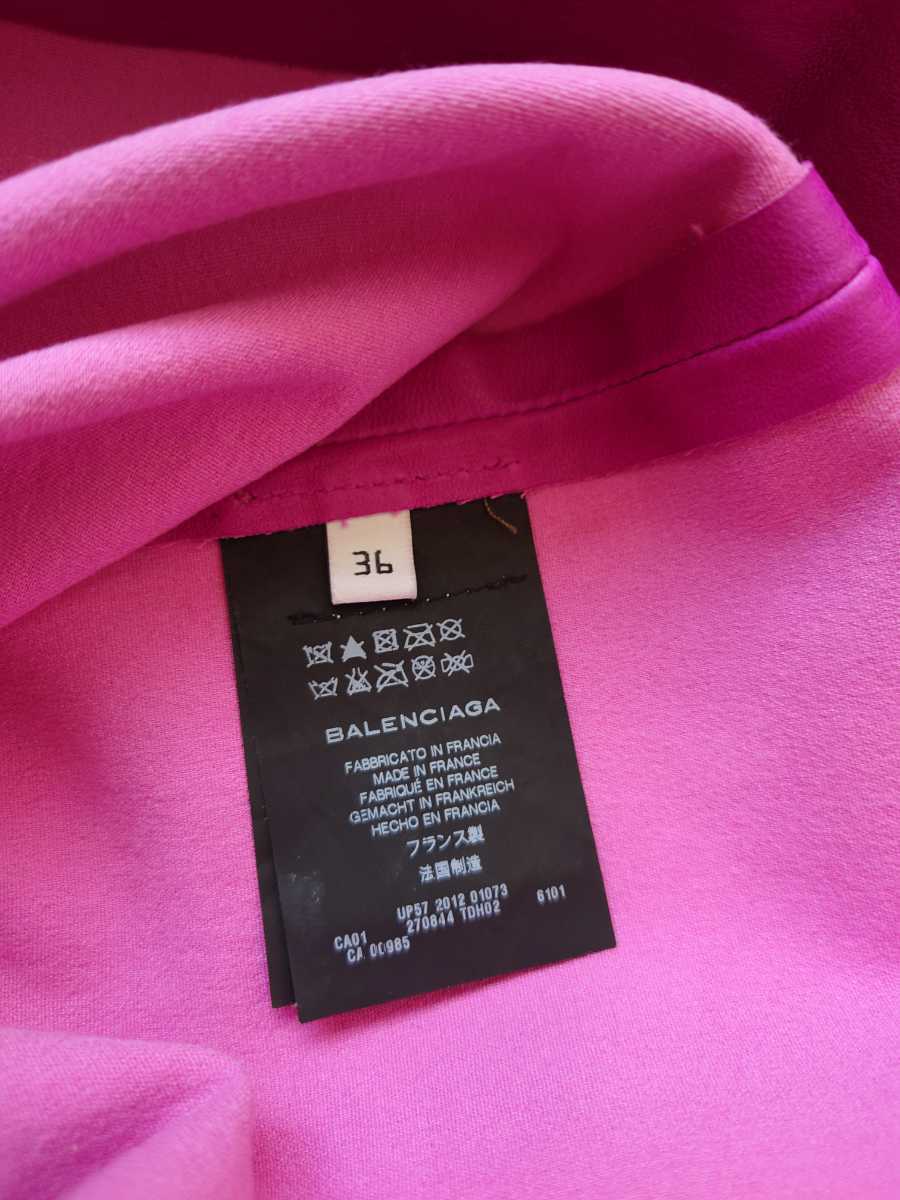 36
BALENCIAGA
FABBRICATO IN FRANCIA
MADE IN FRANCE
FABRIQUÉ EN FRANCE
GEMACHT IN FRANKREICH
HECHO EN FRANCIA
フランス製
法国制造
UP57 2012 01073
CA01 270844 TDH02 6101
CA 00985